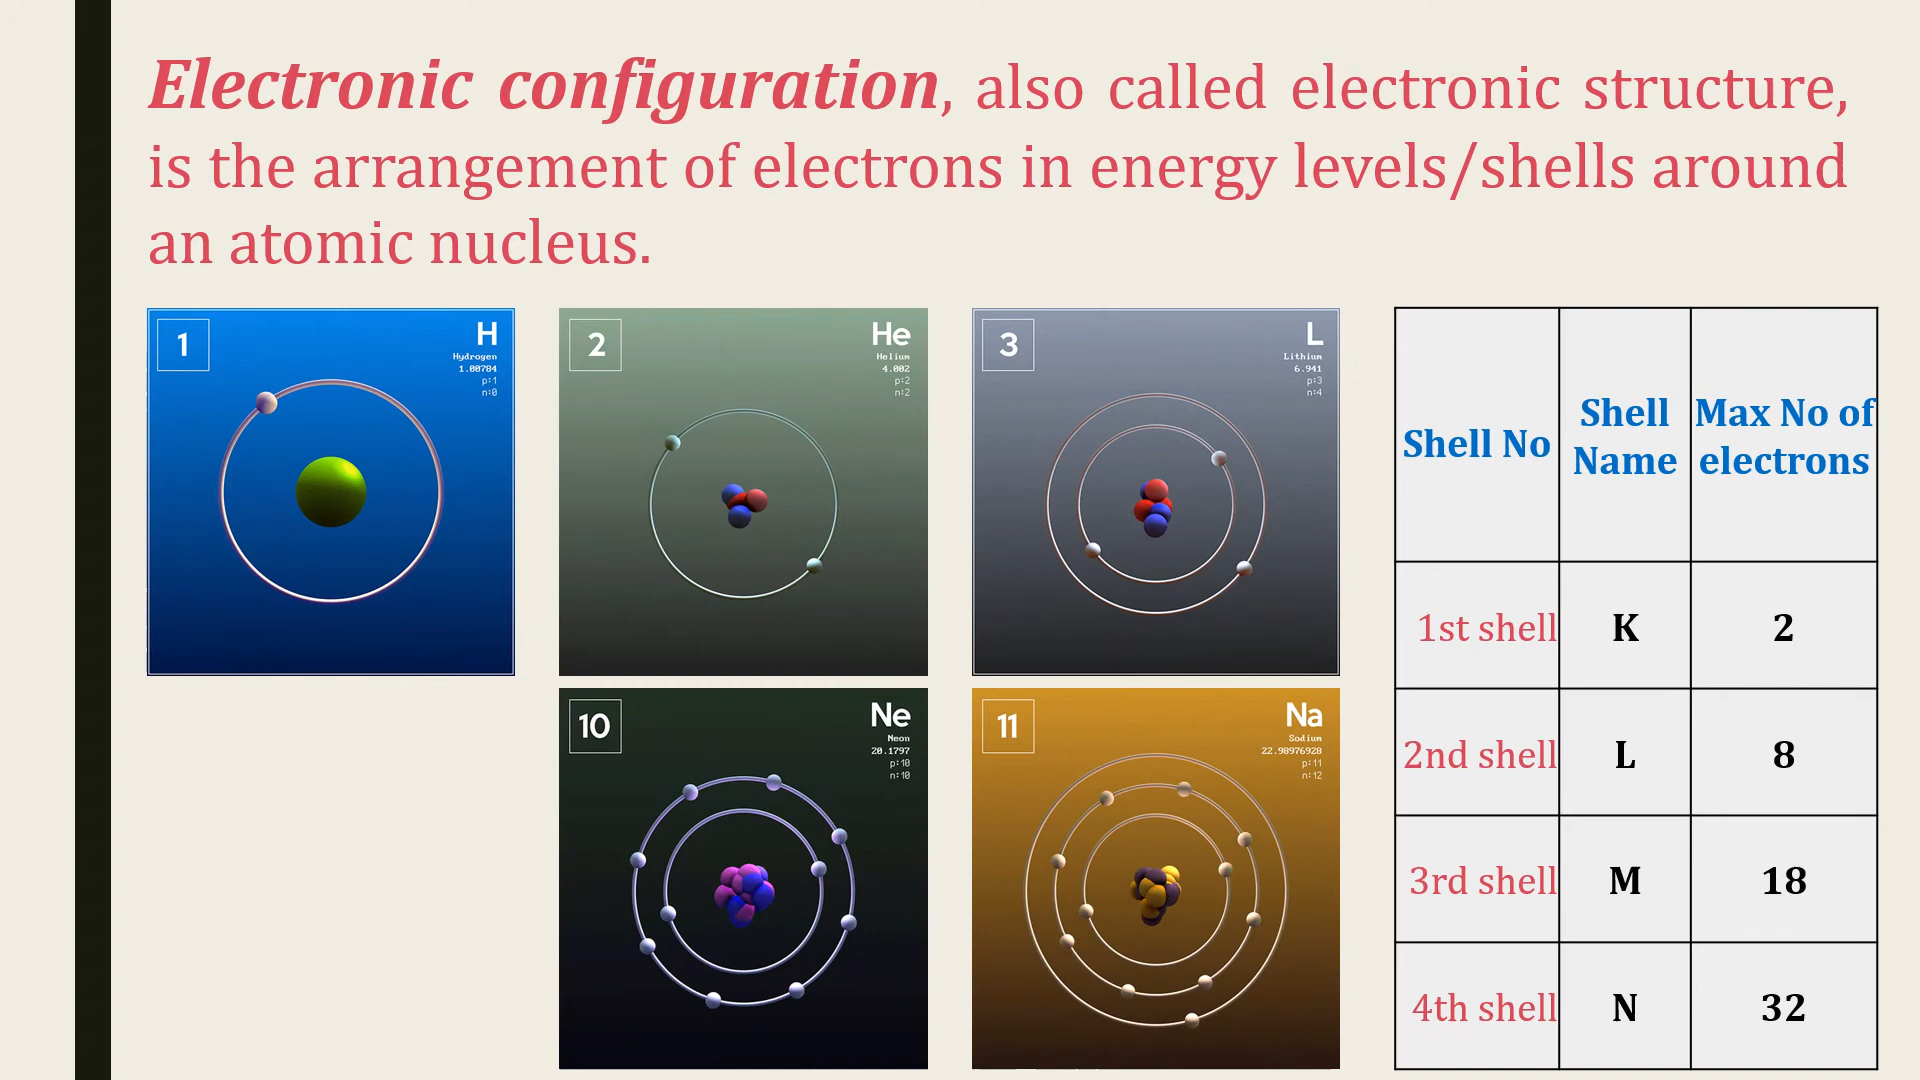 Electronic configuration, also called electronic structure,
is the arrangement of electrons in energy levels/shells around
an atomic nucleus.
1
H
Hydrogen
1.00784
p:1
n:0
2
He
Helium
4.002
p:2
n:2
3
L
Lithium
6.941
p:3
n:4
10
Ne
Neon
20.1797
p:10
n:10
11
Na
Sodium
22.98976928
p:11
n:12
Shell No Shell Name Max No of electrons
1st shell K 2
2nd shell L 8
3rd shell M 18
4th shell N 32